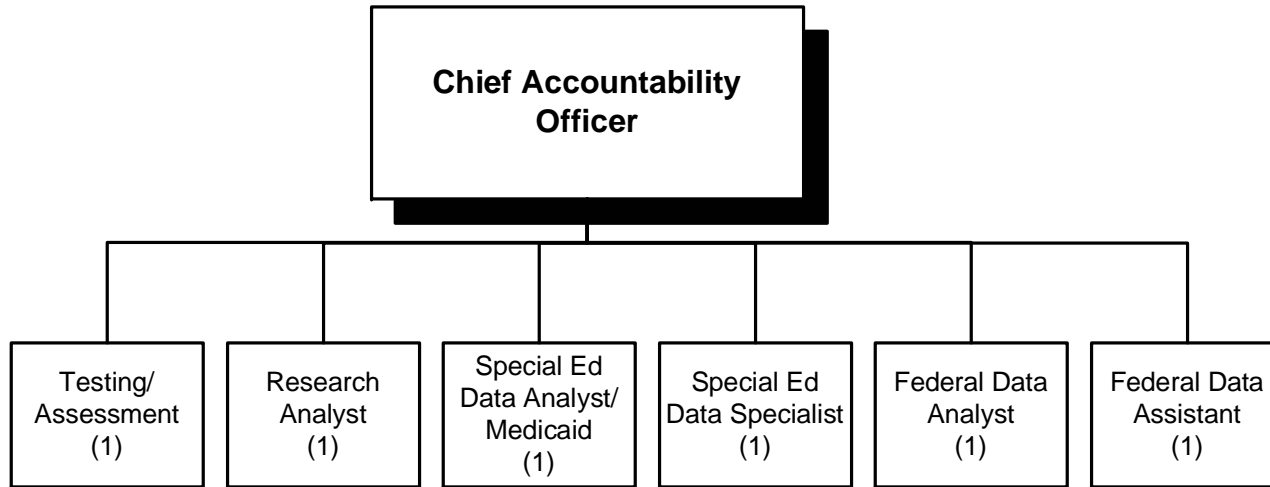 Chief Accountability
Officer
Testing/
Assessment
(1)
Research
Analyst
(1)
Special Ed
Data Analyst/
Medicaid
(1)
Special Ed
Data Specialist
(1)
Federal Data
Analyst
(1)
Federal Data
Assistant
(1)